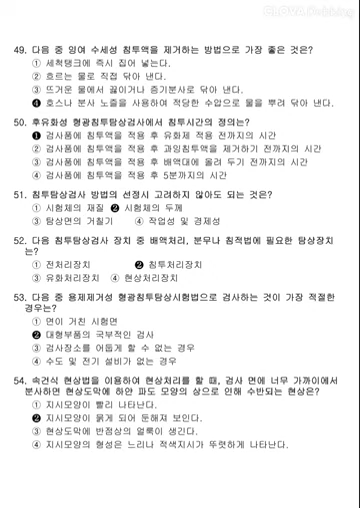 CLOVA Dubbing
49. 다음 중 잉여 수세성 침투액을 제거하는 방법으로 가장 좋은 것은?
① 세척탱크에 즉시 집어 넣는다.
② 흐르는 물로 직접 닦아 낸다.
③ 뜨거운 물에서 끓이거나 증기분사로 닦아 낸다.
❹ 호스나 분사 노즐을 사용하여 적당한 수압으로 물을 뿌려 닦아 낸다.
50. 후유화성 형광침투탐상검사에서 침투시간의 정의는?
❶ 검사품에 침투액을 적용 후 유화제 적용 전까지의 시간
② 검사품에 침투액을 적용 후 과잉침투액을 제거하기 전까지의 시간
③ 검사품에 침투액을 적용 후 배액대에 올려 두기 전까지의 시간
④ 검사품에 침투액을 적용 후 5분까지의 시간
51. 침투탐상검사 방법의 선정시 고려하지 않아도 되는 것은?
① 시험체의 재질 ❷ 시험체의 두께
③ 탐상면의 거칠기 ④ 작업성 및 경제성
52. 다음 침투탐상검사 장치 중 배액처리, 분무나 침적법에 필요한 탐상장치
는?
① 전처리장치 ❷ 침투처리장치
③ 유화처리장치 ④ 현상처리장치
53. 다음 중 용제제거성 형광침투탐상시험법으로 검사하는 것이 가장 적절한
경우는?
① 면이 거친 시험면
❷ 대형부품의 국부적인 검사
③ 검사장소를 어둡게 할 수 없는 경우
④ 수도 및 전기 설비가 없는 경우
54. 속건식 현상법을 이용하여 현상처리를 할 때, 검사 면에 너무 가까이에서
분사하면 현상도막에 하얀 파도 모양의 상으로 인해 수반되는 현상은?
① 지시모양이 빨리 나타난다.
❷ 지시모양이 묽게 되어 둔해져 보인다.
③ 현상도막에 반점상의 얼룩이 생긴다.
④ 지시모양의 형성은 느리나 적색지시가 뚜렷하게 나타난다.